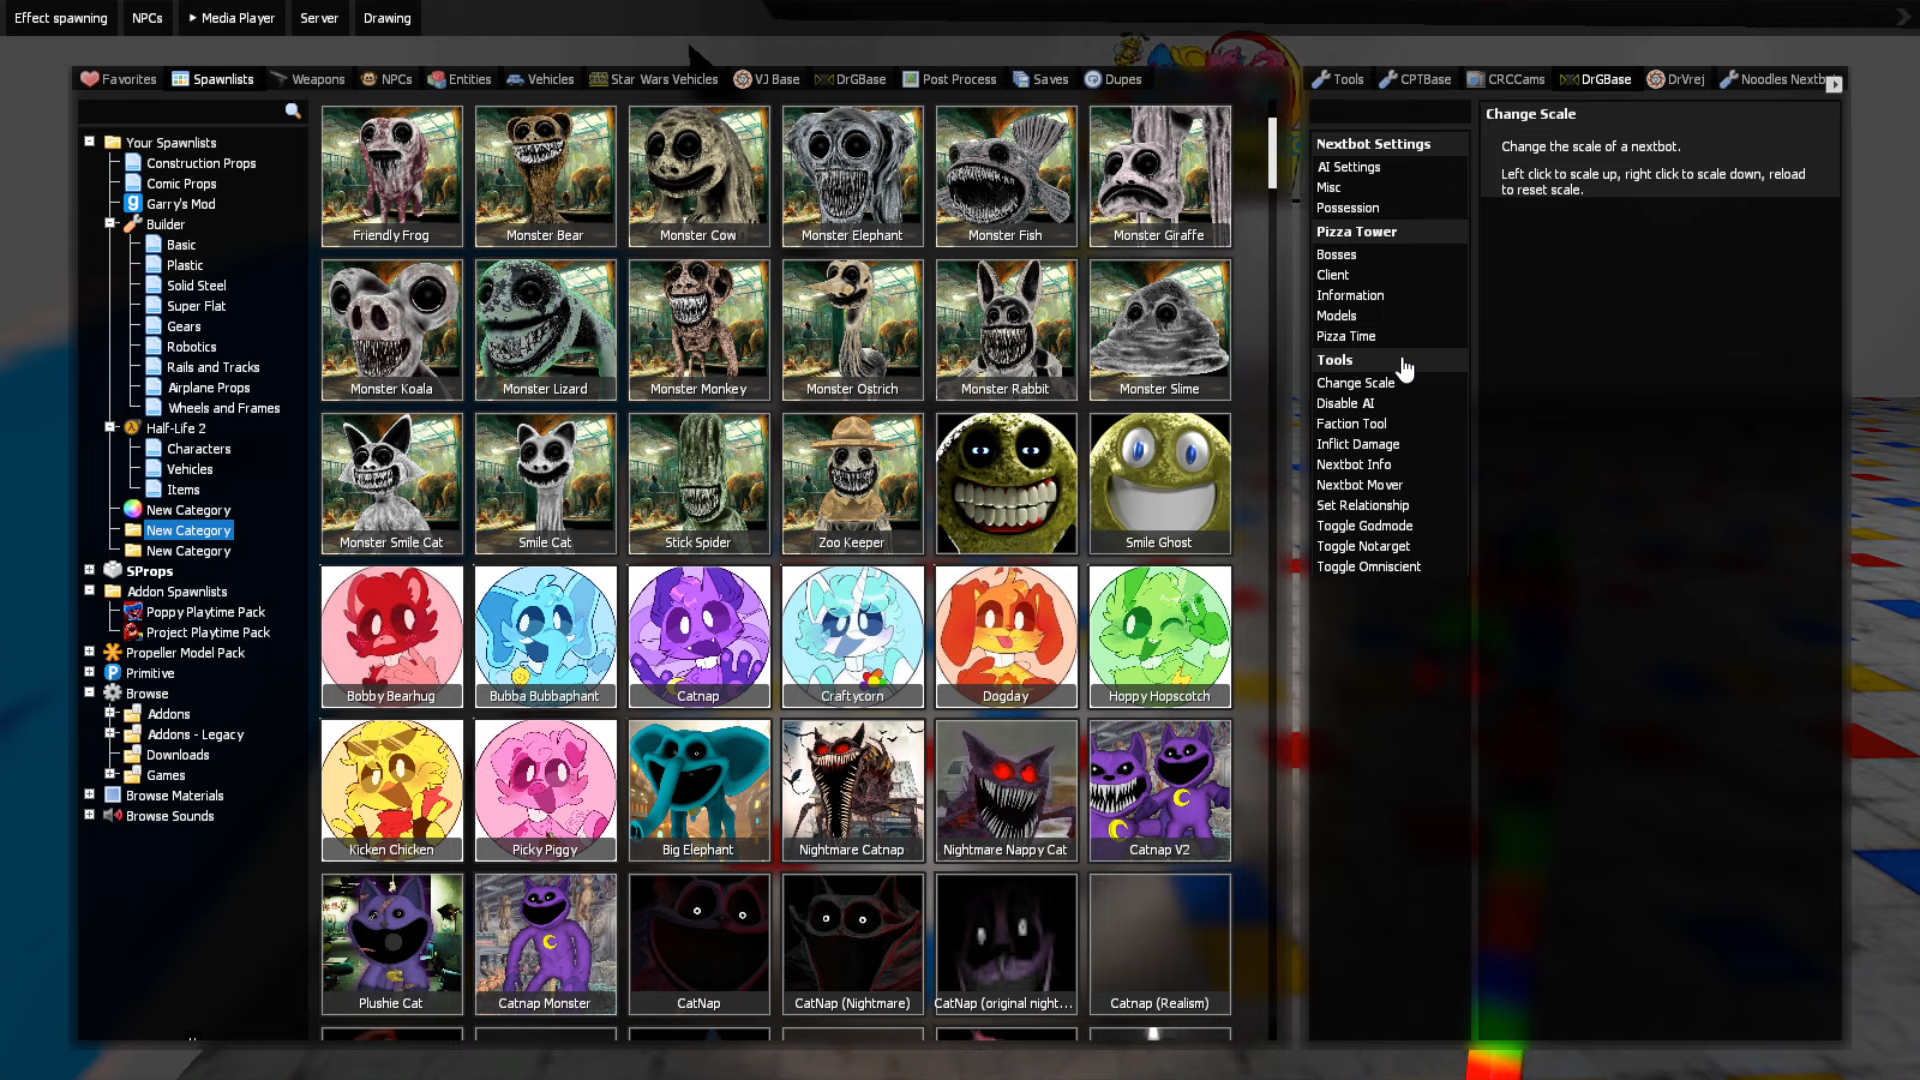 Effect spawning
NPCs
Media Player
Server
Drawing
Favorites
Spawnlists
Weapons
NPCs
Entities
Vehicles
Star Wars Vehicles
VJ Base
DrGBase
Post Process
Saves
Dupes
Tools
CPTBase
CRCCams
DrGBase
DrVrej
Noodles Nextb
Your Spawnlists
Construction Props
Comic Props
Garry's Mod
Builder
Basic
Plastic
Solid Steel
Super Flat
Gears
Robotics
Rails and Tracks
Airplane Props
Wheels and Frames
Half-Life 2
Characters
Vehicles
Items
New Category
New Category
New Category
SProps
Addon Spawnlists
Poppy Playtime Pack
Project Playtime Pack
Propeller Model Pack
Primitive
Browse
Addons
Addons - Legacy
Downloads
Games
Browse Materials
Browse Sounds
Friendly Frog
Monster Bear
Monster Cow
Monster Elephant
Monster Fish
Monster Giraffe
Monster Koala
Monster Lizard
Monster Monkey
Monster Ostrich
Monster Rabbit
Monster Slime
Monster Smile Cat
Smile Cat
Stick Spider
Zoo Keeper
Smile Ghost
Bobby Bearhug
Bubba Bubbaphant
Catnap
Craftycorn
Dogday
Hoppy Hopscotch
Kicken Chicken
Picky Piggy
Big Elephant
Nightmare Catnap
Nightmare Nappy Cat
Catnap V2
Plushie Cat
Catnap Monster
CatNap
CatNap (Nightmare)
CatNap (original night...
Catnap (Realism)
Nextbot Settings
AI Settings
Misc
Possession
Pizza Tower
Bosses
Client
Information
Models
Pizza Time
Tools
Change Scale
Disable AI
Faction Tool
Inflict Damage
Nextbot Info
Nextbot Mover
Set Relationship
Toggle Godmode
Toggle Notarget
Toggle Omniscient
Change Scale
Change the scale of a nextbot.
Left click to scale up, right click to scale down, reload
to reset scale.